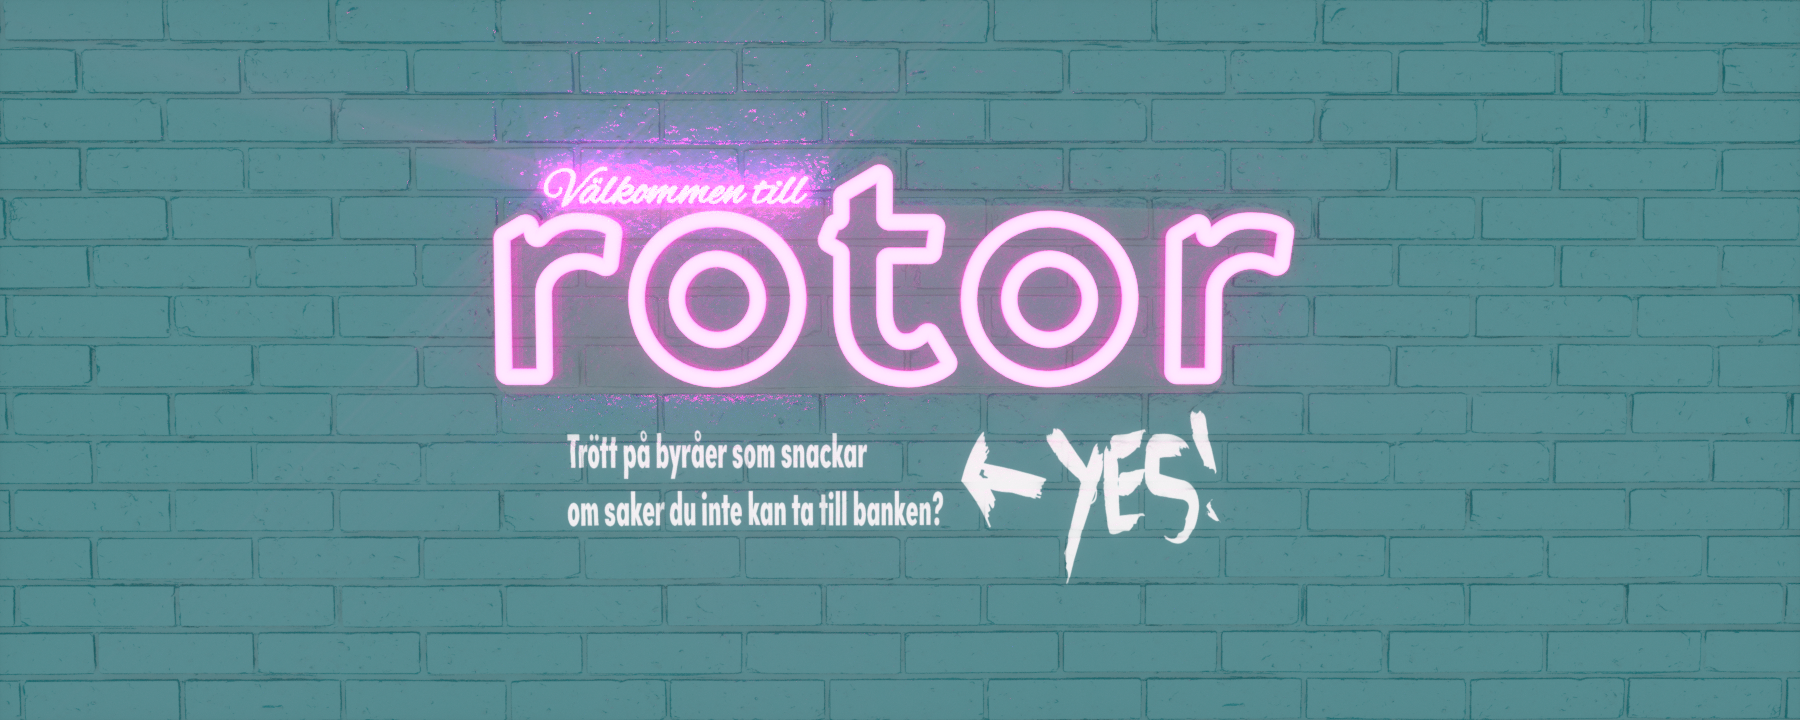 Välkommen till
rotor
Trött på byråer som snackar
om saker du inte kan ta till banken?
YES!